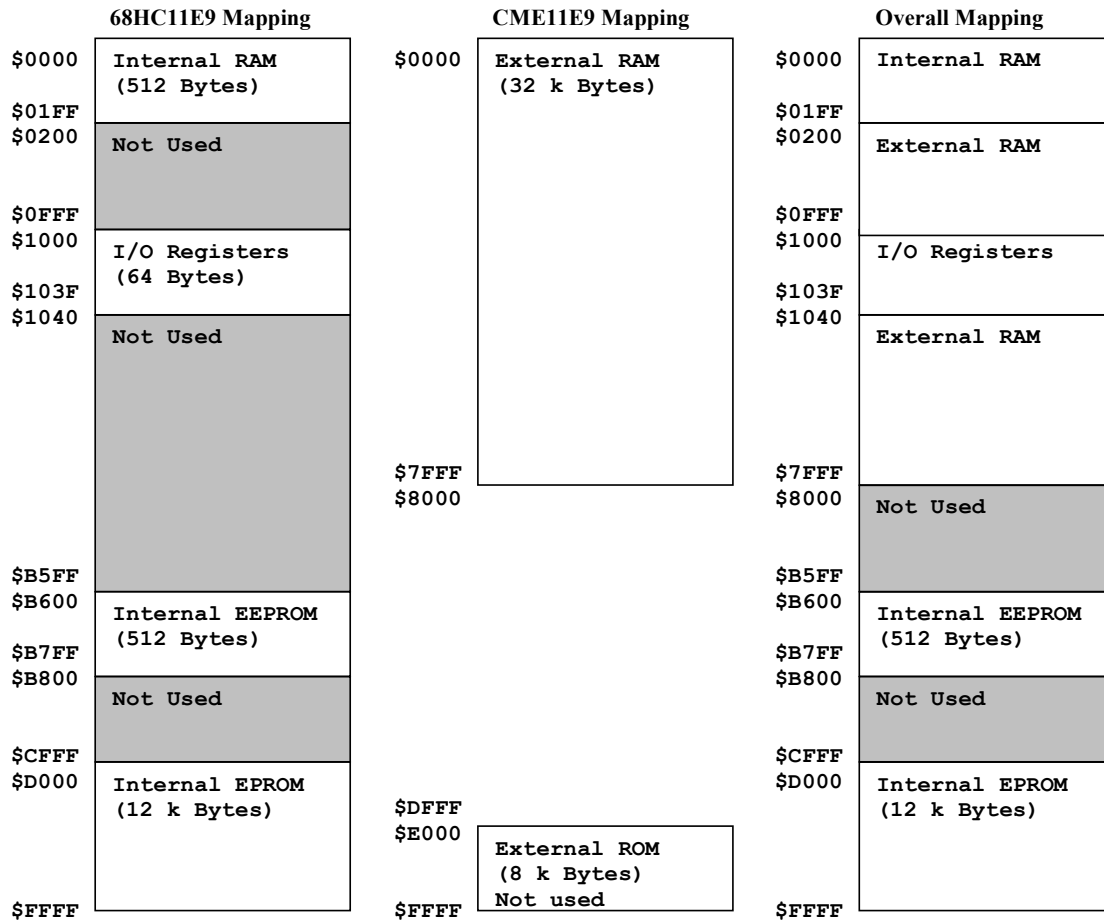 68HC11E9 Mapping
$0000
Internal RAM
(512 Bytes)
$01FF
$0200
Not Used
$0FFF
$1000
I/O Registers
(64 Bytes)
$103F
$1040
Not Used
$B5FF
$B600
Internal EEPROM
(512 Bytes)
$B7FF
$B800
Not Used
$CFFF
$D000
Internal EPROM
(12 k Bytes)
$FFFF
CME11E9 Mapping
$0000
External RAM
(32 k Bytes)
$7FFF
$8000
$DFFF
$E000
External ROM
(8 k Bytes)
Not used
$FFFF
Overall Mapping
$0000
Internal RAM
$01FF
$0200
External RAM
$0FFF
$1000
I/O Registers
$103F
$1040
External RAM
$7FFF
$8000
Not Used
$B5FF
$B600
Internal EEPROM
(512 Bytes)
$B7FF
$B800
Not Used
$CFFF
$D000
Internal EPROM
(12 k Bytes)
$FFFF